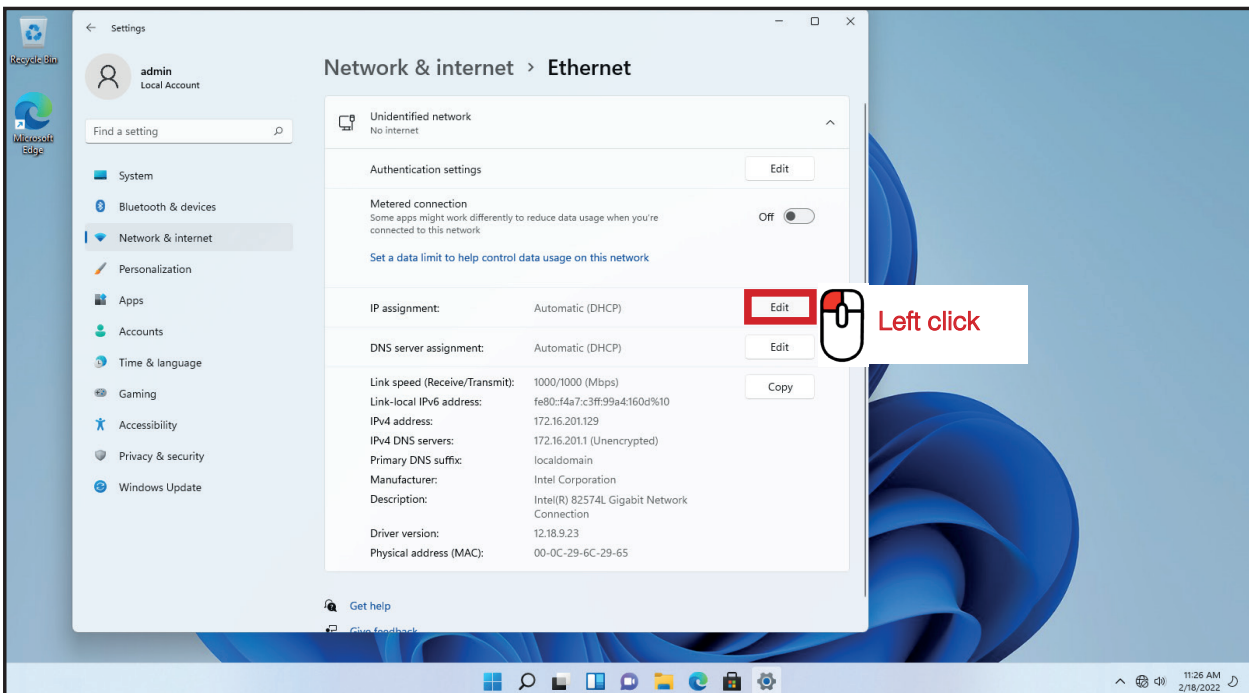 Recycle Bin
Microsoft
Edge
Settings
admin
Local Account
Find a setting
System
Bluetooth & devices
Network & internet
Personalization
Apps
Accounts
Time & language
Gaming
Accessibility
Privacy & security
Windows Update
Network & internet > Ethernet
Unidentified network
No internet
Authentication settings Edit
Metered connection
Some apps might work differently to reduce data usage when you're
connected to this network
Off
Set a data limit to help control data usage on this network
IP assignment: Automatic (DHCP) Edit
Left click
DNS server assignment: Automatic (DHCP) Edit
Link speed (Receive/Transmit): 1000/1000 (Mbps) Copy
Link-local IPv6 address: fe80::f4a7:c3ff:99a4:160d%10
IPv4 address: 172.16.201.129
IPv4 DNS servers: 172.16.201.1 (Unencrypted)
Primary DNS suffix: localdomain
Manufacturer: Intel Corporation
Description: Intel(R) 82574L Gigabit Network
Connection
Driver version: 12.18.9.23
Physical address (MAC): 00-0C-29-6C-29-65
Get help
Give feedback
11:26 AM
2/18/2022